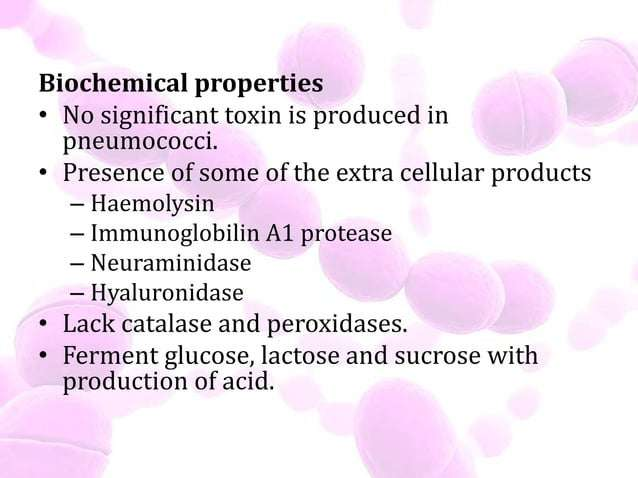 Biochemical properties
• No significant toxin is produced in
pneumococci.
• Presence of some of the extra cellular products
– Haemolysin
– Immunoglobilin A1 protease
– Neuraminidase
– Hyaluronidase
• Lack catalase and peroxidases.
• Ferment glucose, lactose and sucrose with
production of acid.